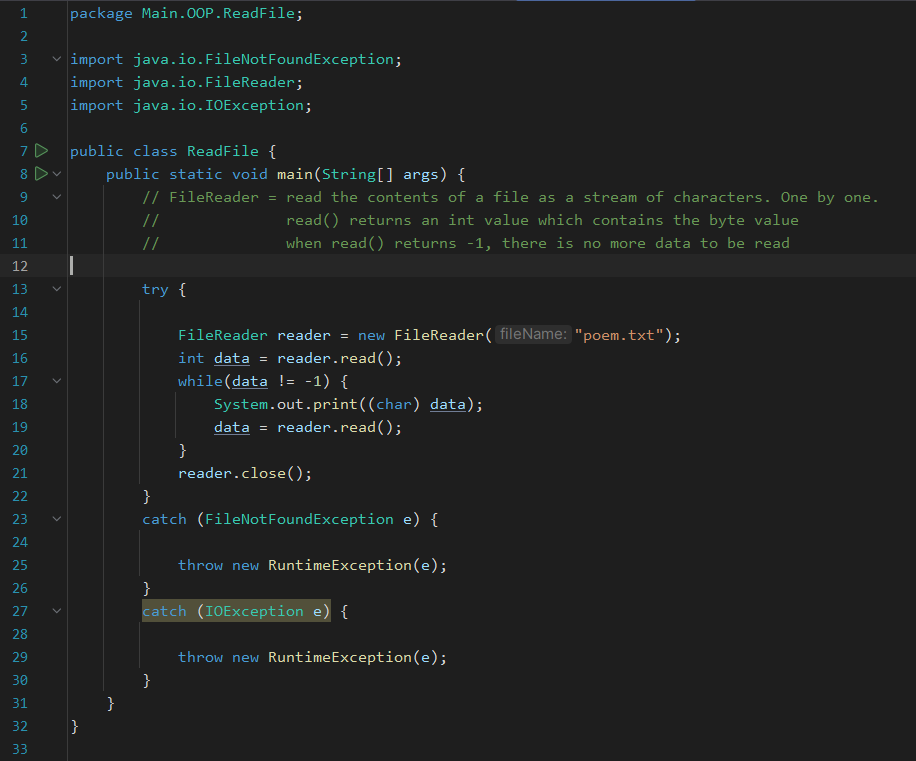 1 package Main.OOP.ReadFile;
2
3 import java.io.FileNotFoundException;
4 import java.io.FileReader;
5 import java.io.IOException;
6
7 public class ReadFile {
8     public static void main(String[] args) {
9         // FileReader = read the contents of a file as a stream of characters. One by one.
10         //              read() returns an int value which contains the byte value
11         //              when read() returns -1, there is no more data to be read
12
13         try {
14
15             FileReader reader = new FileReader( fileName: "poem.txt");
16             int data = reader.read();
17             while(data != -1) {
18                 System.out.print((char) data);
19                 data = reader.read();
20             }
21             reader.close();
22         }
23         catch (FileNotFoundException e) {
24
25             throw new RuntimeException(e);
26         }
27         catch (IOException e) {
28
29             throw new RuntimeException(e);
30         }
31     }
32 }
33